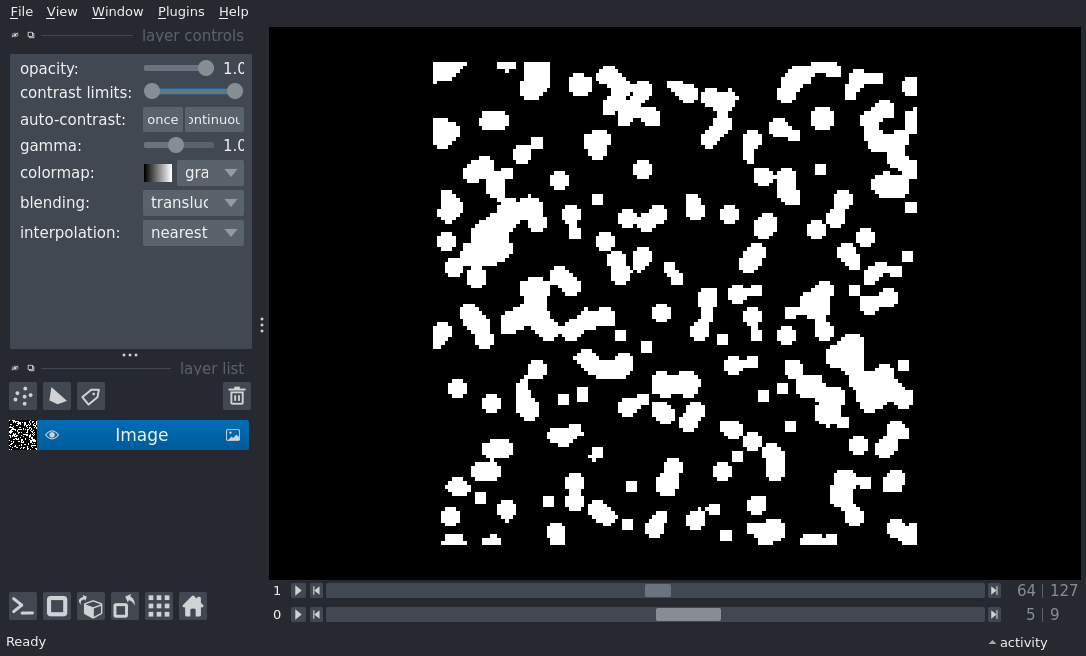 File View Window Plugins Help
layer controls
opacity: 1.0
contrast limits:
auto-contrast: once ontinuou
gamma: 1.0
colormap: gra
blending: transluc
interpolation: nearest
layer list
Image
1 64 | 127
0 5 | 9
Ready activity